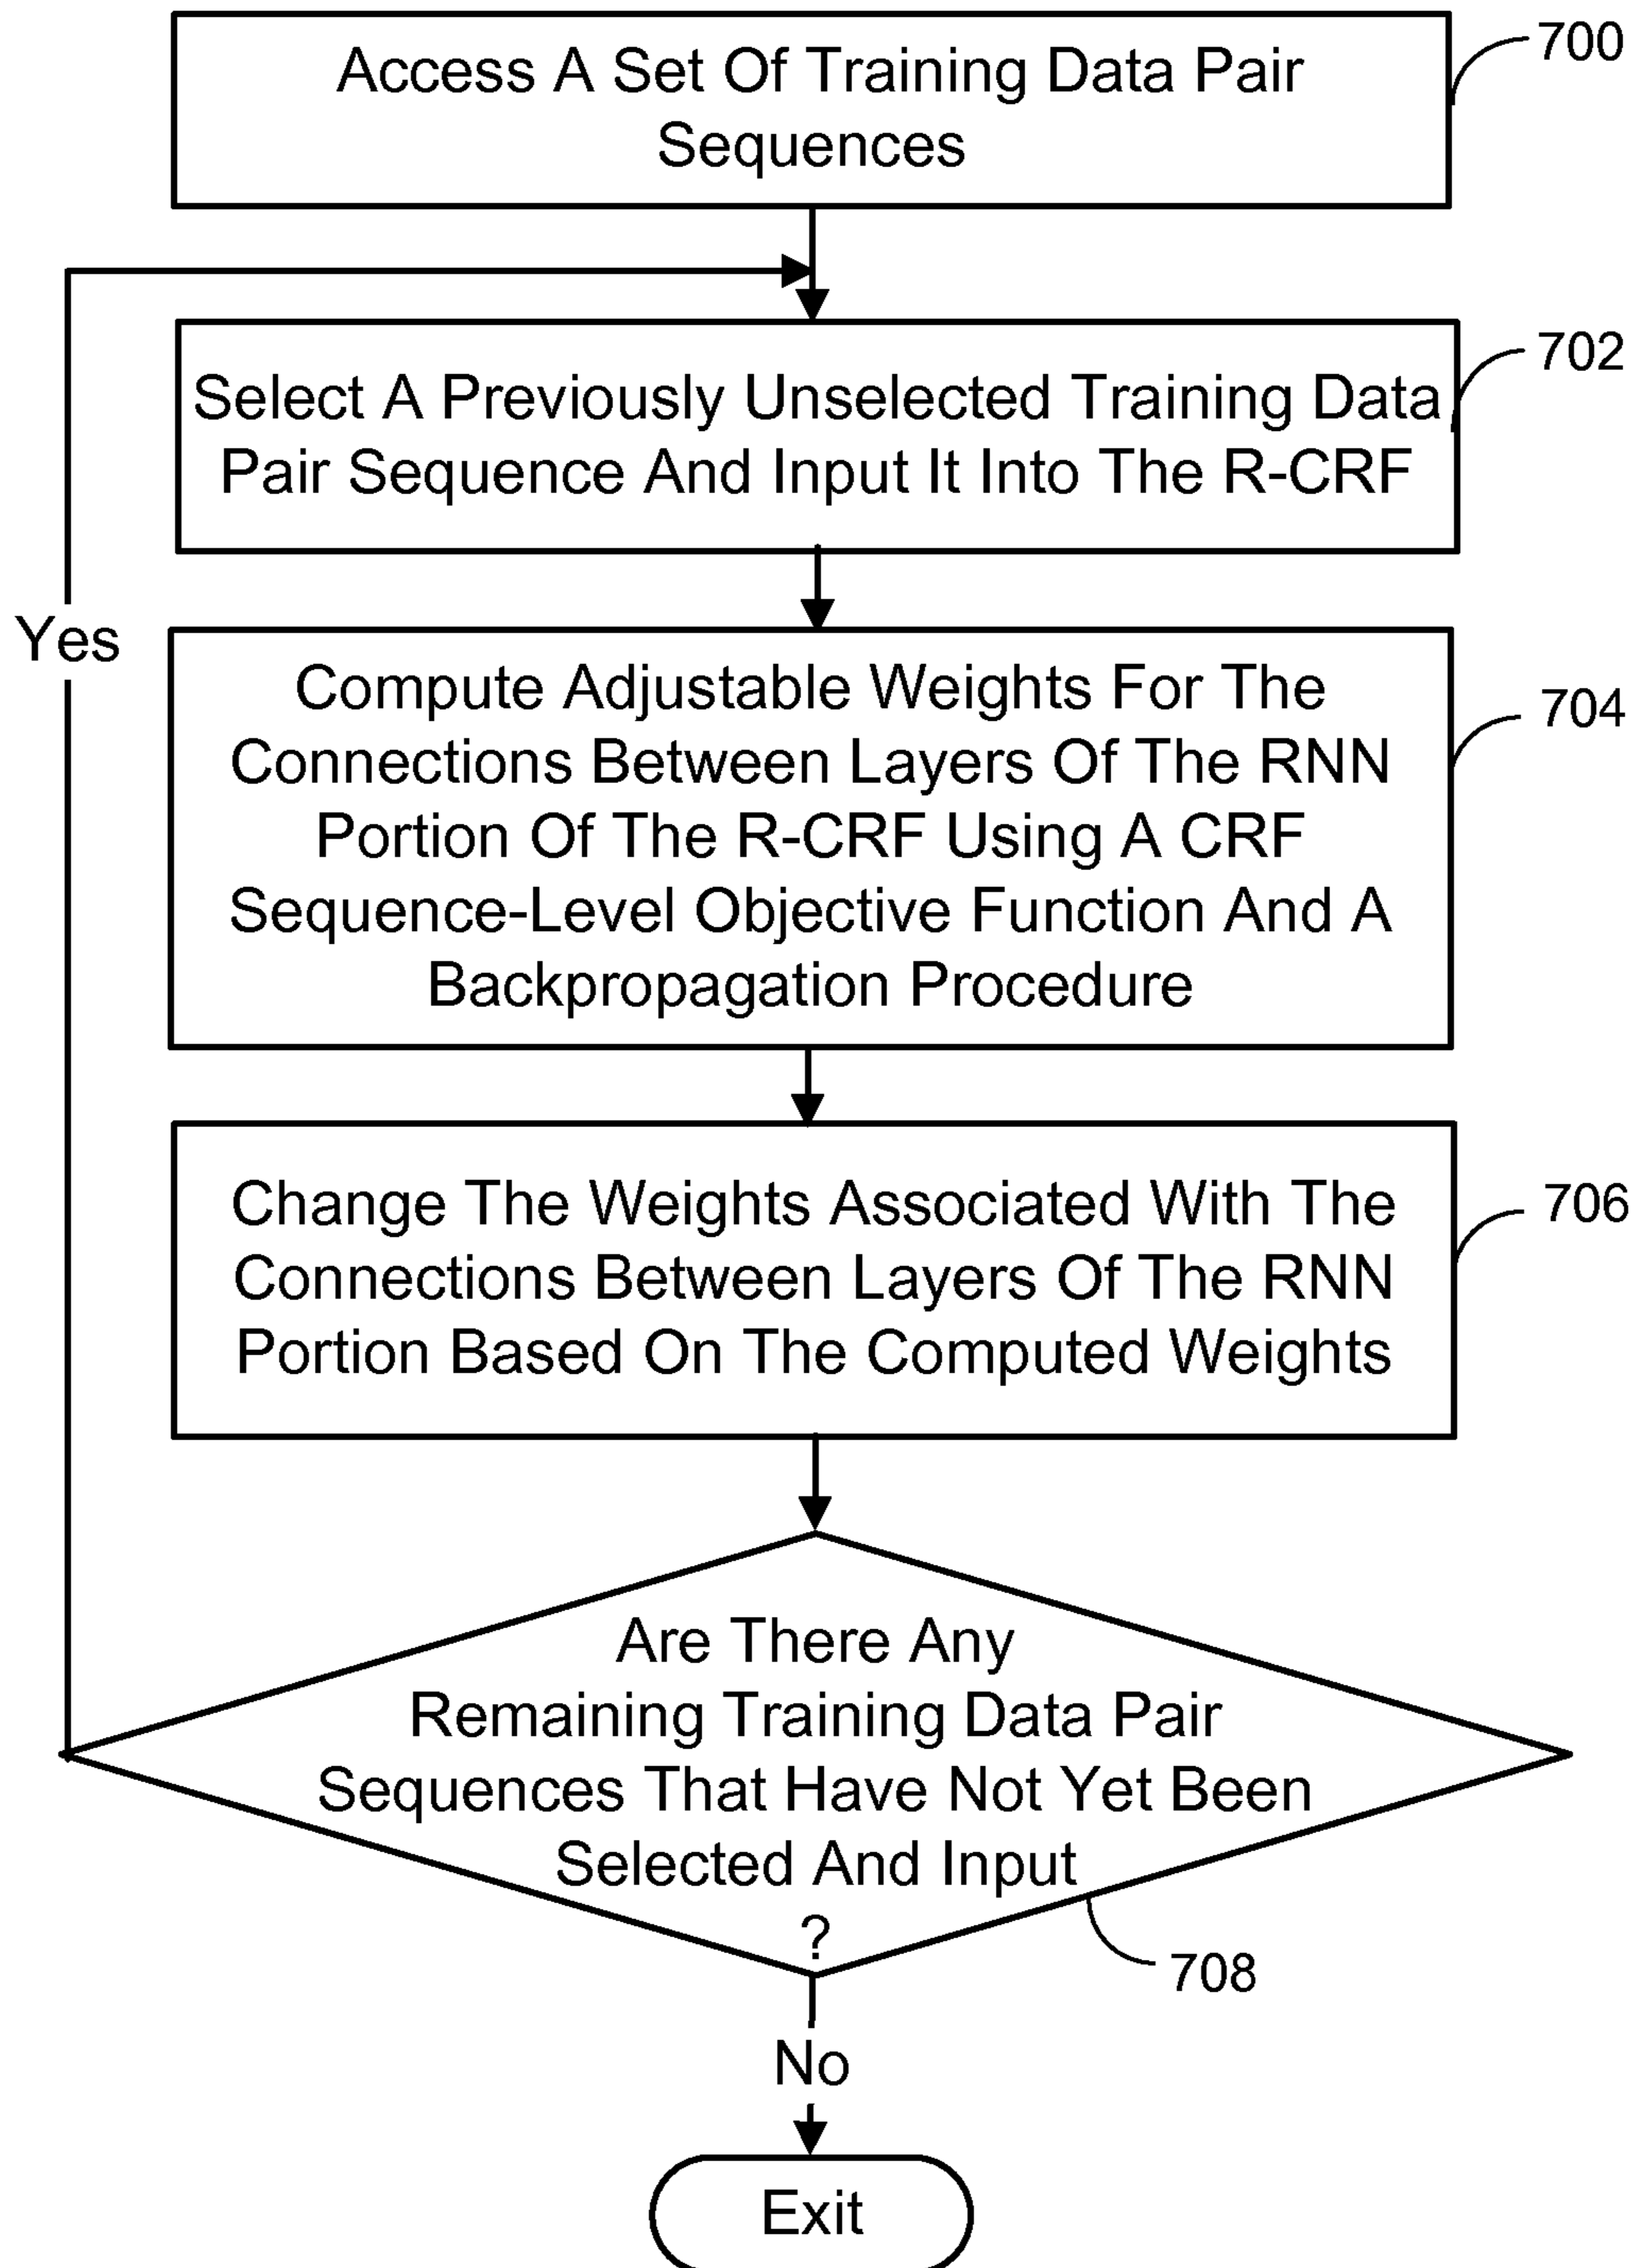 Access A Set Of Training Data Pair
Sequences
700
Select A Previously Unselected Training Data
Pair Sequence And Input It Into The R-CRF
702
Yes
Compute Adjustable Weights For The
Connections Between Layers Of The RNN
Portion Of The R-CRF Using A CRF
Sequence-Level Objective Function And A
Backpropagation Procedure
704
Change The Weights Associated With The
Connections Between Layers Of The RNN
Portion Based On The Computed Weights
706
Are There Any
Remaining Training Data Pair
Sequences That Have Not Yet Been
Selected And Input
?
708
No
Exit